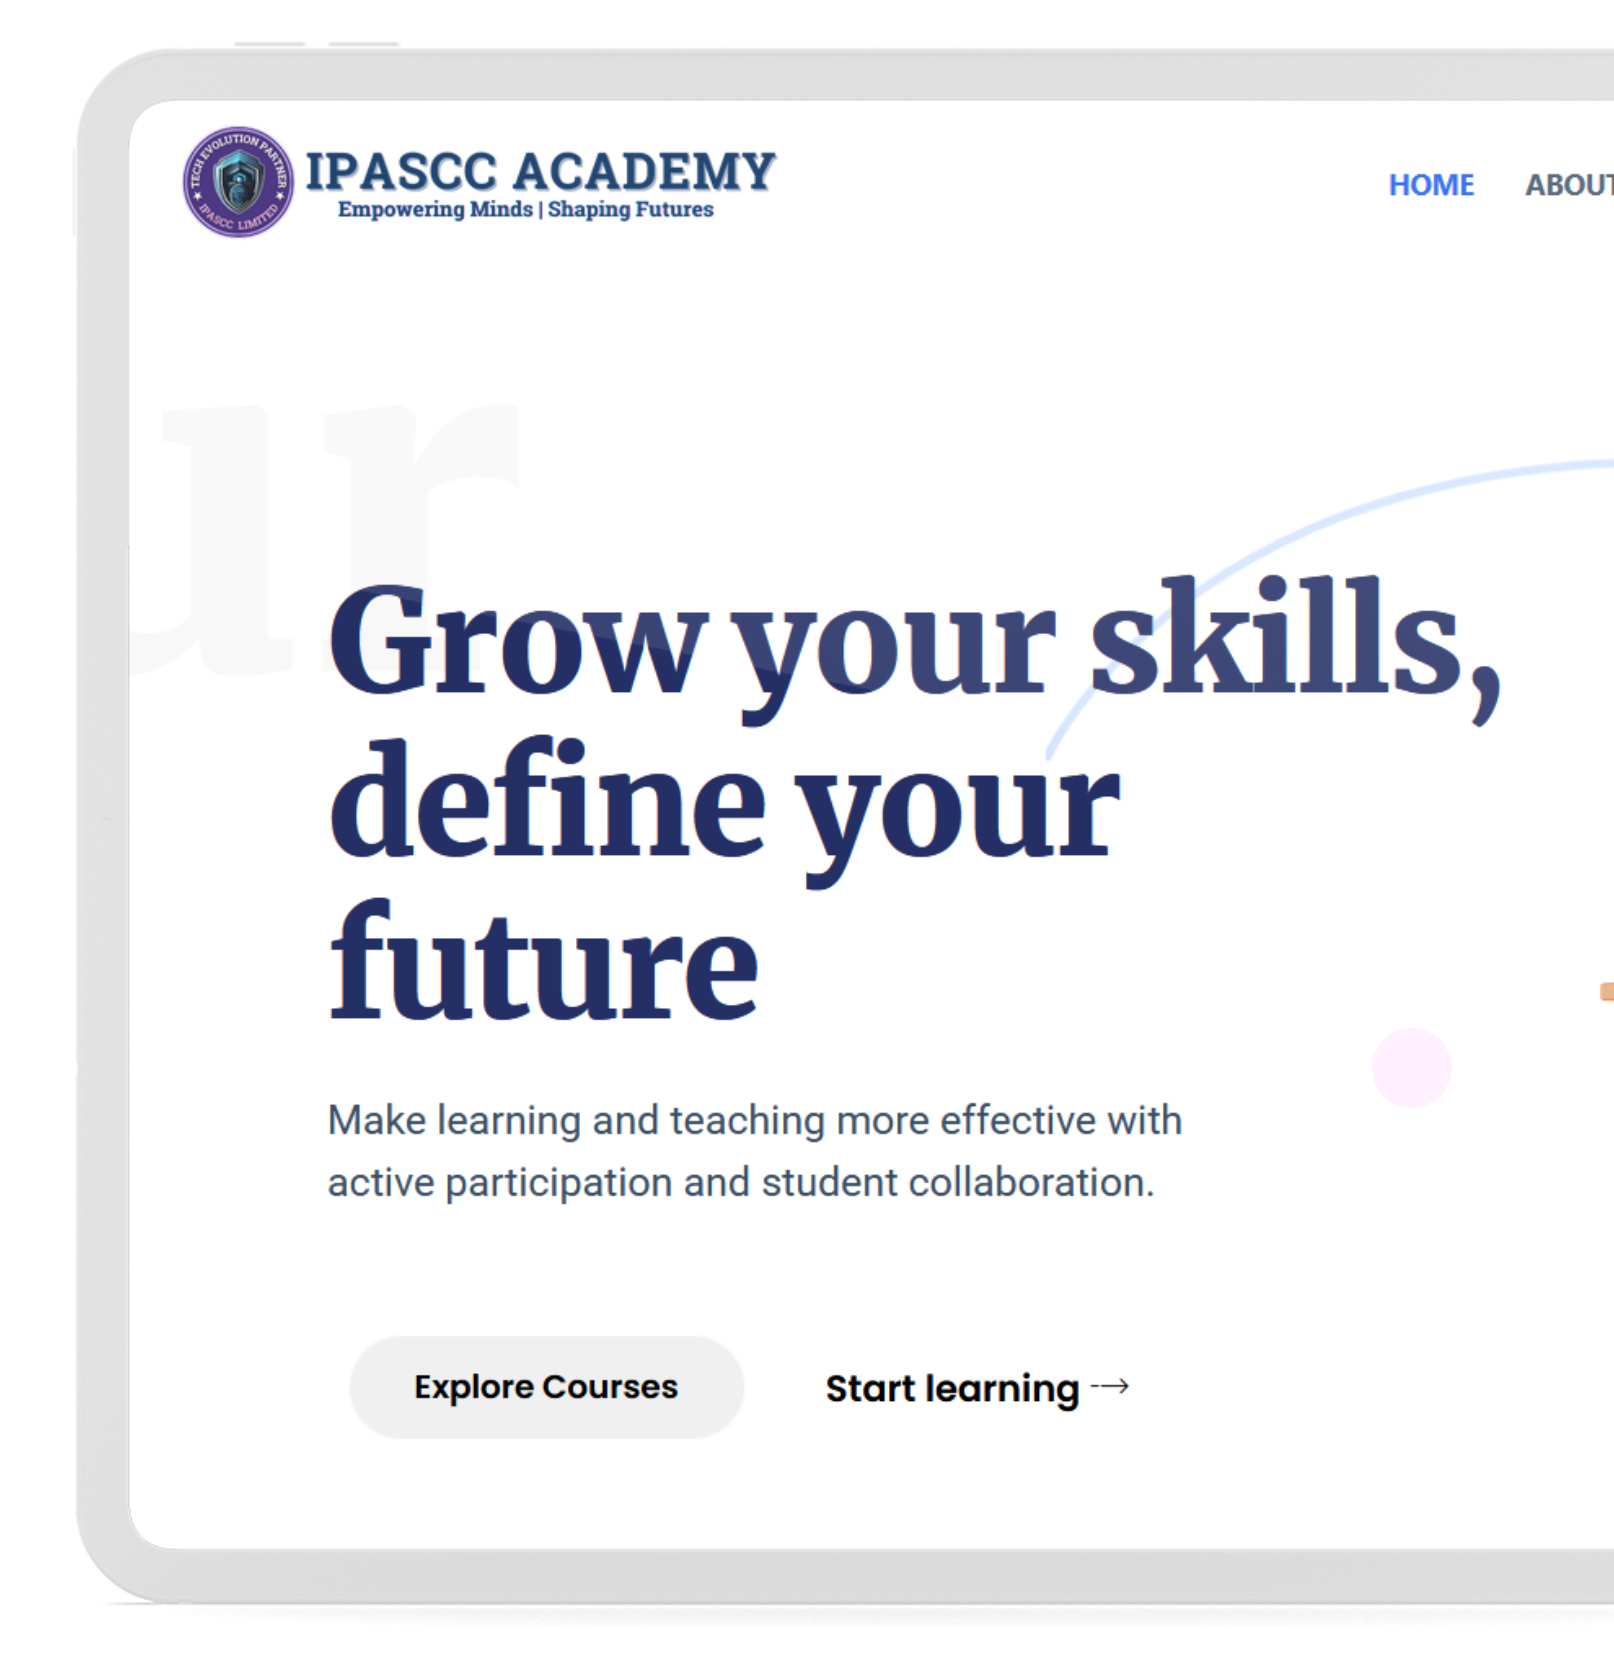 TECH EVOLUTION PARTNER
IPASCC LIMITED
IPASCC ACADEMY
Empowering Minds | Shaping Futures
HOME ABOUT
ur
Grow your skills,
define your
future
Make learning and teaching more effective with
active participation and student collaboration.
Explore Courses Start learning